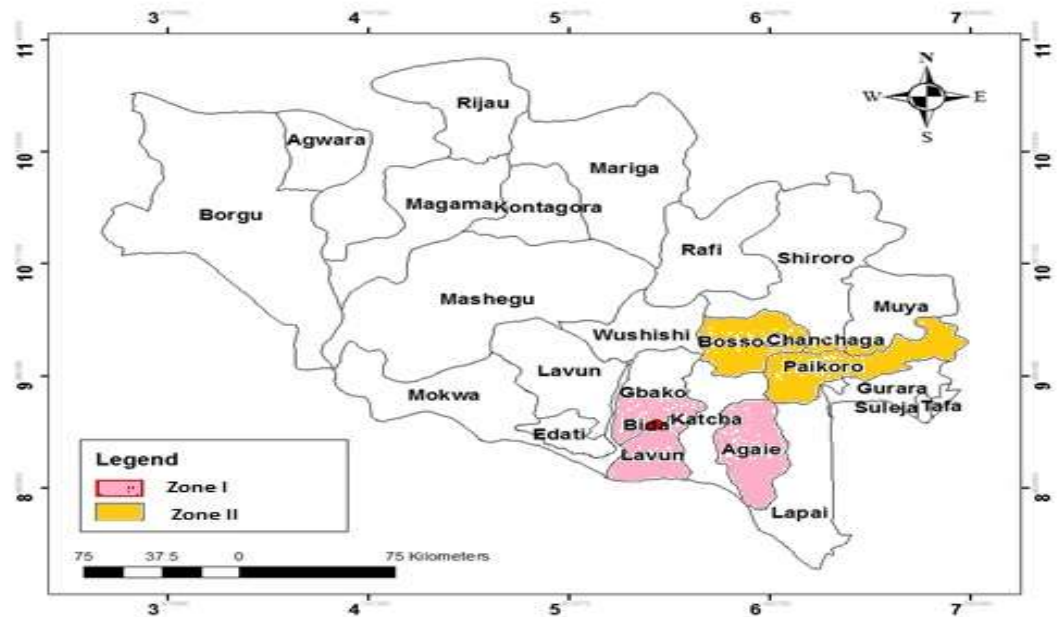 3 4 5 6 7
11 11
N
W E
S
Rijau
Agwara
10 10
Mariga
Magama Kontagora
Borgu
Rafi
Shiroro
10 10
Mashegu
Muya
Wushishi
Bosso Chanchaga
Lavun
Paikoro
9 9
Mokwa
Gbako
Gurara
Suleja Tafa
Bida Katcha
Edati
Lavun
Agaie
Legend
Zone I
8 8
Zone II
Lapai
75 37.5 0 75 Kilometers
3 4 5 6 7